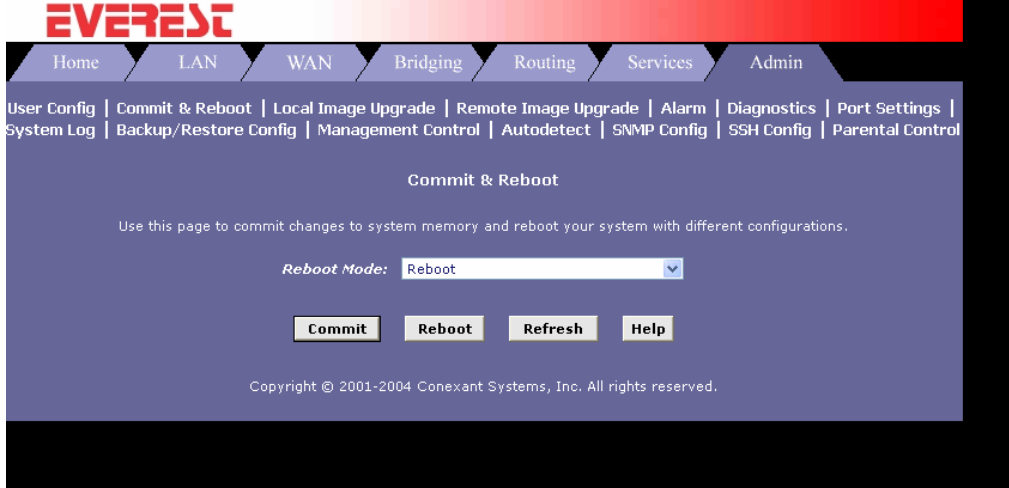 EVEREST
Home LAN WAN Bridging Routing Services Admin
User Config | Commit & Reboot | Local Image Upgrade | Remote Image Upgrade | Alarm | Diagnostics | Port Settings |
System Log | Backup/Restore Config | Management Control | Autodetect | SNMP Config | SSH Config | Parental Control
Commit & Reboot
Use this page to commit changes to system memory and reboot your system with different configurations.
Reboot Mode: Reboot
Commit Reboot Refresh Help
Copyright © 2001-2004 Conexant Systems, Inc. All rights reserved.